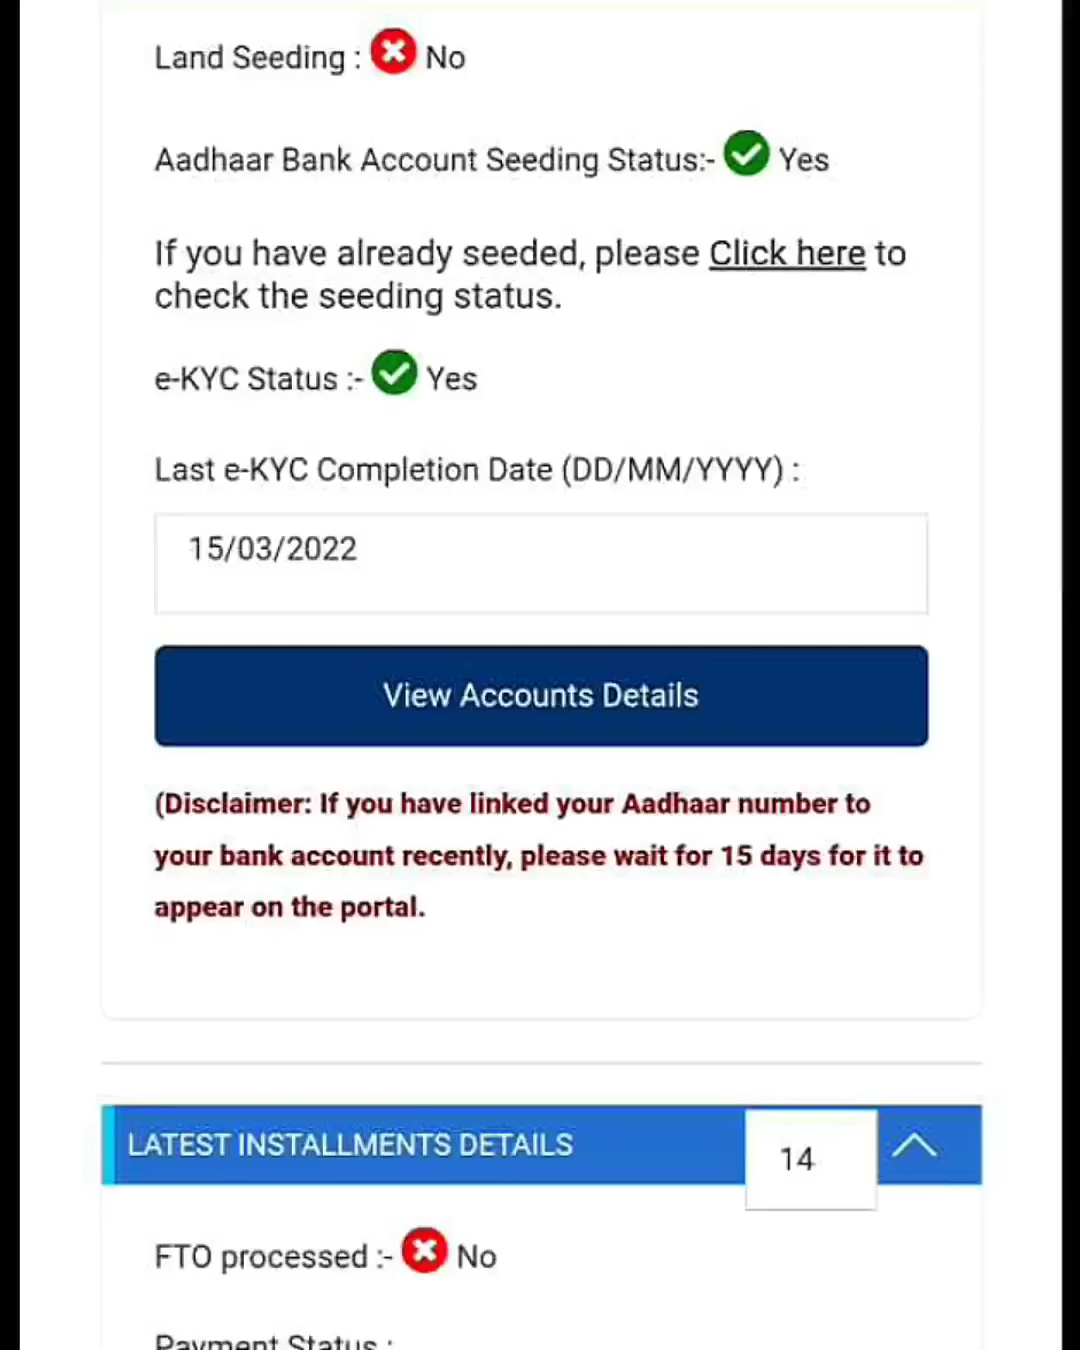 Land Seeding : No
Aadhaar Bank Account Seeding Status:- Yes
If you have already seeded, please Click here to
check the seeding status.
e-KYC Status :- Yes
Last e-KYC Completion Date (DD/MM/YYYY) :
15/03/2022
View Accounts Details
(Disclaimer: If you have linked your Aadhaar number to
your bank account recently, please wait for 15 days for it to
appear on the portal.
LATEST INSTALLMENTS DETAILS 14
FTO processed :- No
Payment Status :